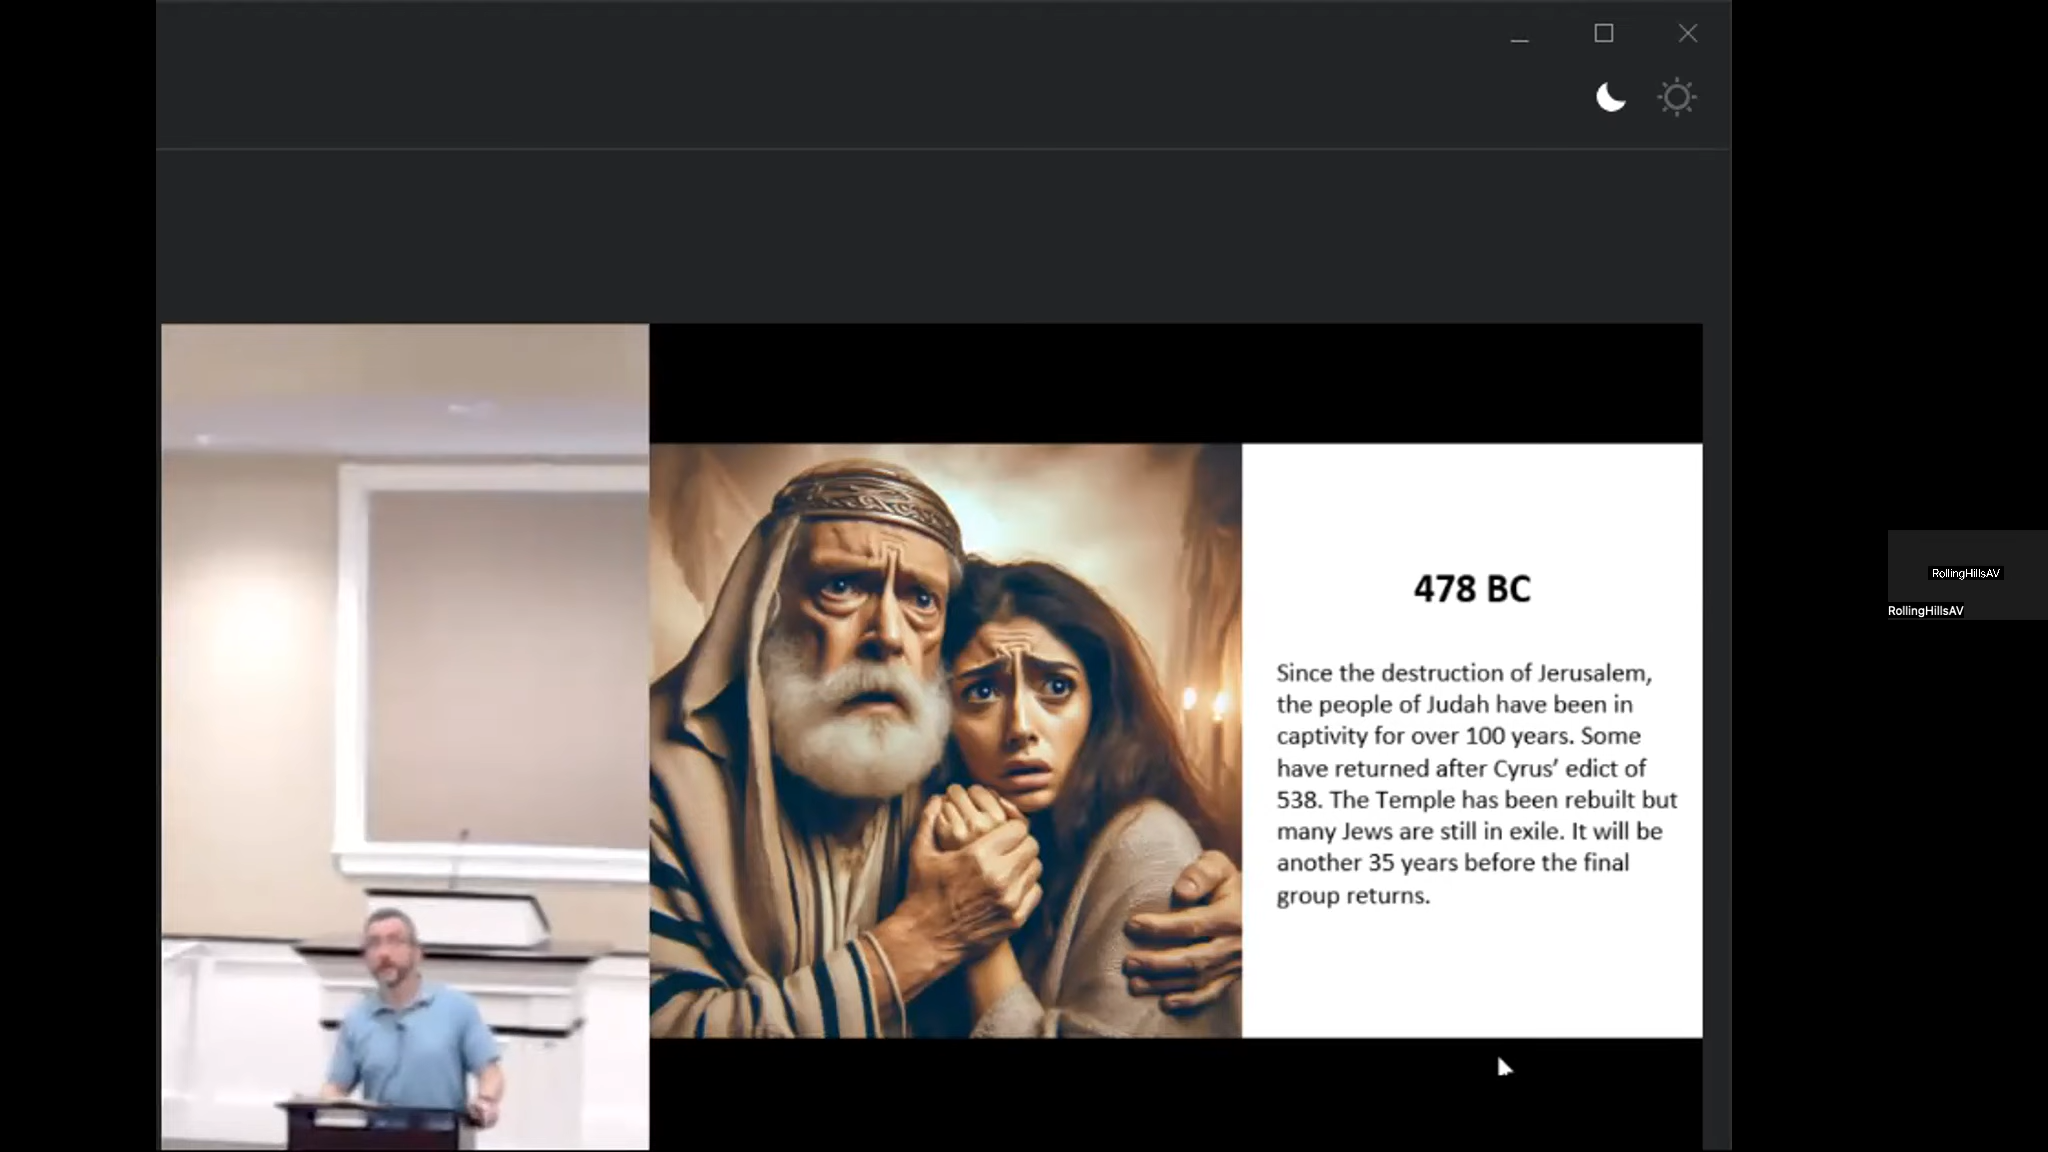 478 BC
Since the destruction of Jerusalem,
the people of Judah have been in
captivity for over 100 years. Some
have returned after Cyrus’ edict of
538. The Temple has been rebuilt but
many Jews are still in exile. It will be
another 35 years before the final
group returns.
RollingHillsAV
RollingHillsAV